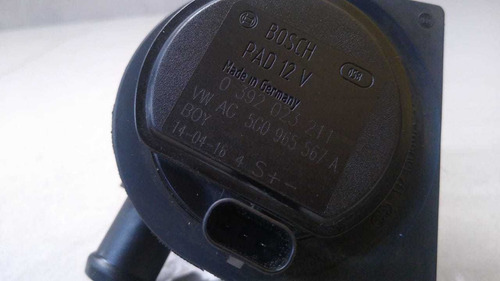 BOSCH
PAD 12 V
Made in Germany
0 392 023 211
VW AG 5G0 965 567 A
BOY
14-04-16 4 S+-